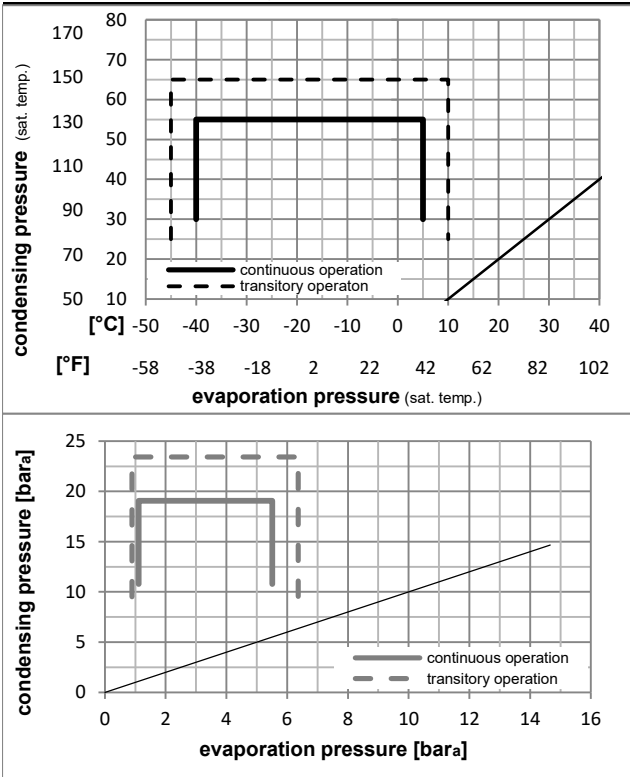 condensing pressure (sat. temp.)
170 80
70
150 60
130 50
110 40
90 30
70 20
50 10
continuous operation
transitory operaton
[°C] -50 -40 -30 -20 -10 0 10 20 30 40
[°F] -58 -38 -18 2 22 42 62 82 102
evaporation pressure (sat. temp.)
condensing pressure [bara]
25
20
15
10
5
0
continuous operation
transitory operation
0 2 4 6 8 10 12 14 16
evaporation pressure [bara]